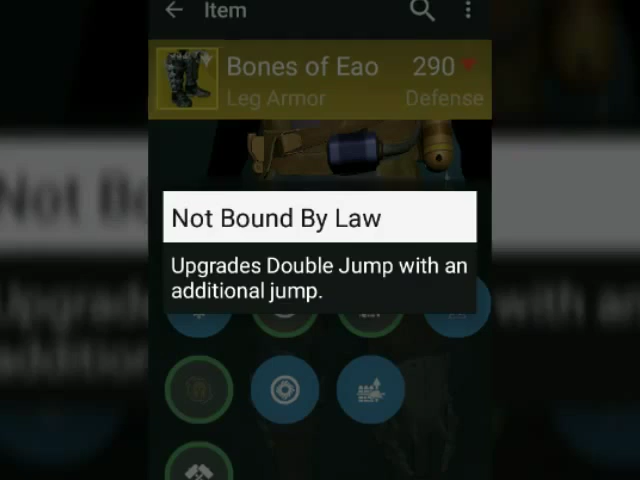 Item
Bones of Eao 290
Leg Armor Defense
Not Bound By Law
Upgrades Double Jump with an
additional jump.